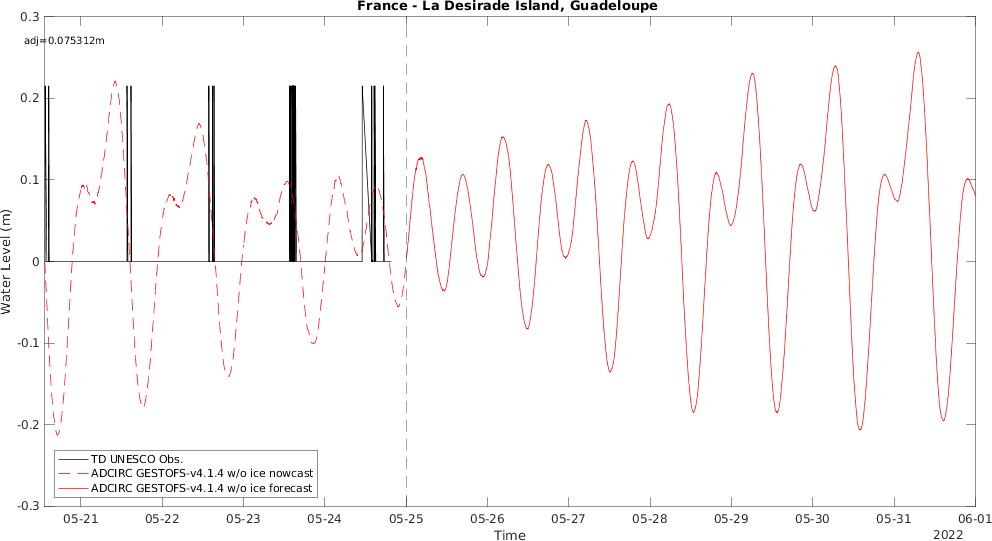 France - La Desirade Island, Guadeloupe
adj=0.075312m
0.3
0.2
0.1
0
-0.1
-0.2
-0.3
Water Level (m)
TD UNESCO Obs.
ADCIRC GESTOFS-v4.1.4 w/o ice nowcast
ADCIRC GESTOFS-v4.1.4 w/o ice forecast
05-21 05-22 05-23 05-24 05-25 05-26 05-27 05-28 05-29 05-30 05-31 06-01
Time
2022